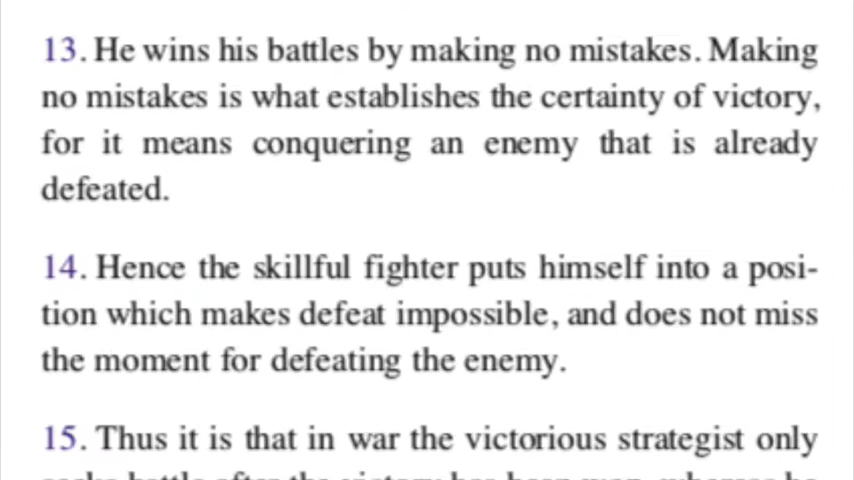 13. He wins his battles by making no mistakes. Making
no mistakes is what establishes the certainty of victory,
for it means conquering an enemy that is already
defeated.
14. Hence the skillful fighter puts himself into a posi-
tion which makes defeat impossible, and does not miss
the moment for defeating the enemy.
15. Thus it is that in war the victorious strategist only